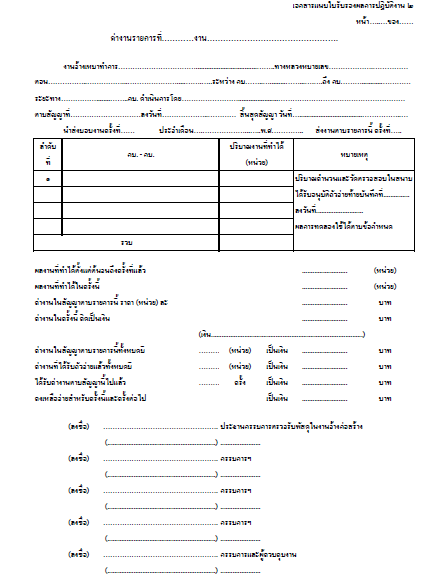 เอกสารแนบใบรับรองผลการปฏิบัติงาน ๒
หน้า........ของ......
ค่างานรายการที่............งาน................................................
งานจ้างเหมาทำการ..........................................................ทางหลวงหมายเลข..............................
ตอน..............................................................ระหว่าง กม...........................ถึง กม.........................
ระยะทาง.........................กม. ดำเนินการโดย....................................................................................
ตามสัญญาที่..........................ลงวันที่........................... สิ้นสุดสัญญา วันที่..........................................
นำส่งมอบงานครั้งที่...... ประจำเดือน.........................พ.ศ............. ส่งงานตามรายการนี้ ครั้งที่.....
ลำดับที่ กม. - กม. ปริมาณงานที่ทำได้ (หน่วย) หมายเหตุ
๑ ปริมาณคำนวณและวัดตรวจสอบในสนาม
ได้รับอนุมัติถัวจ่ายท้ายบันทึกที่...............
ลงวันที่..................
ผลการทดลองใช้ได้ตามข้อกำหนด
รวม
ผลงานที่ทำได้ตั้งแต่ต้นจนถึงครั้งที่แล้ว .................... (หน่วย)
ผลงานที่ทำได้ในครั้งนี้ .................... (หน่วย)
ค่างานในสัญญาตามรายการนี้ ราคา (หน่วย) ละ .................... บาท
ค่างานในครั้งนี้ คิดเป็นเงิน .................... บาท
(เงิน............................................................)
ค่างานในสัญญาตามรายการนี้ทั้งหมดมี ......... (หน่วย) เป็นเงิน .................... บาท
ค่างานที่ได้รับถัวจ่ายแล้วทั้งหมดมี ......... (หน่วย) เป็นเงิน .................... บาท
ได้รับค่างานตามสัญญานี้ไปแล้ว ......... ครั้ง เป็นเงิน .................... บาท
คงเหลือจ่ายสำหรับครั้งนี้และครั้งต่อไป เป็นเงิน .................... บาท
(ลงชื่อ) ............................................. ประธานกรรมการตรวจรับพัสดุในงานจ้างก่อสร้าง
(.............................................) ..................
(ลงชื่อ) ............................................. กรรมการฯ
(.............................................) ..................
(ลงชื่อ) ............................................. กรรมการฯ
(.............................................) ..................
(ลงชื่อ) ............................................. กรรมการฯ
(.............................................) ..................
(ลงชื่อ) ............................................. กรรมการและผู้ควบคุมงาน
(.............................................) ..................